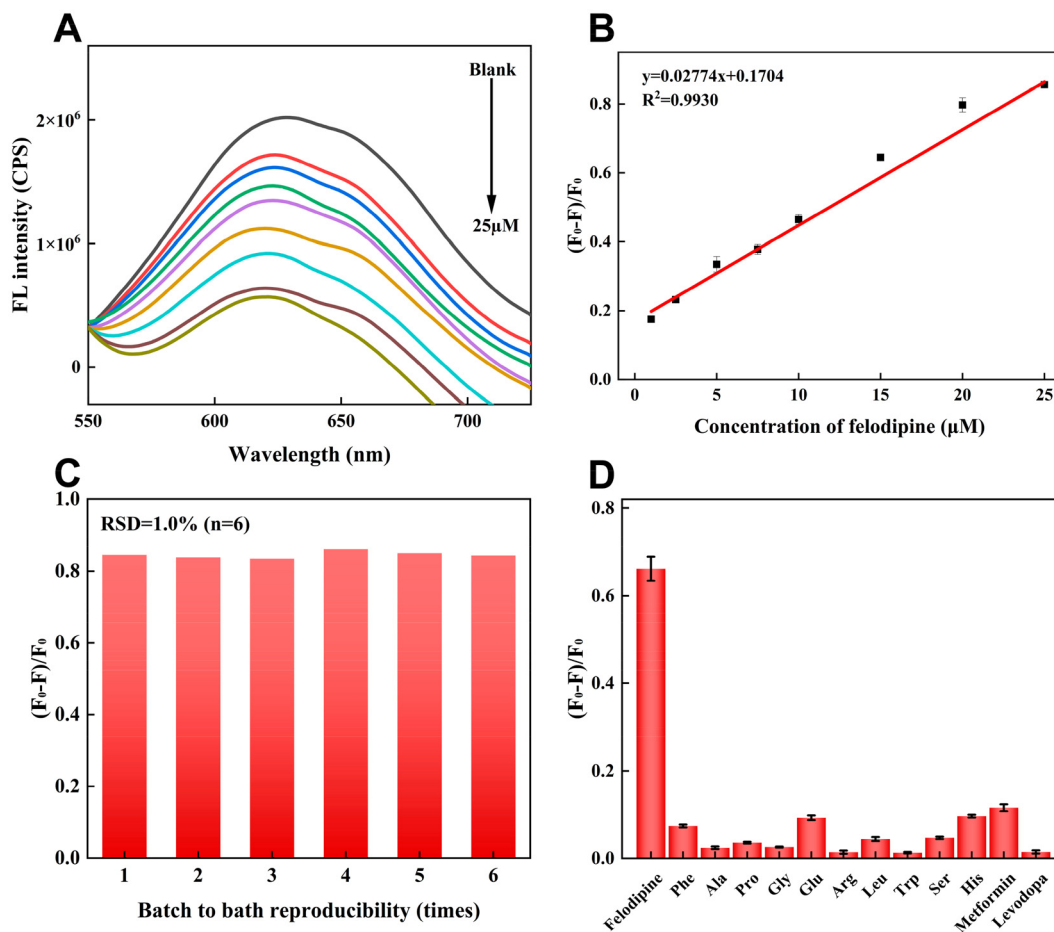 A
Blank
25μM
2×10⁶
1×10⁶
0
FL intensity (CPS)
550
600
650
700
Wavelength (nm)
B
y=0.02774x+0.1704
R²=0.9930
0.8
0.6
0.4
0.2
0.0
(F₀-F)/F₀
0
5
10
15
20
25
Concentration of felodipine (μM)
C
RSD=1.0% (n=6)
1.0
0.8
0.6
0.4
0.2
0.0
(F₀-F)/F₀
1
2
3
4
5
6
Batch to bath reproducibility (times)
D
0.8
0.6
0.4
0.2
0.0
(F₀-F)/F₀
Felodipine
Phe
Ala
Pro
Gly
Glu
Arg
Leu
Trp
Ser
His
Metformin
Levodopa